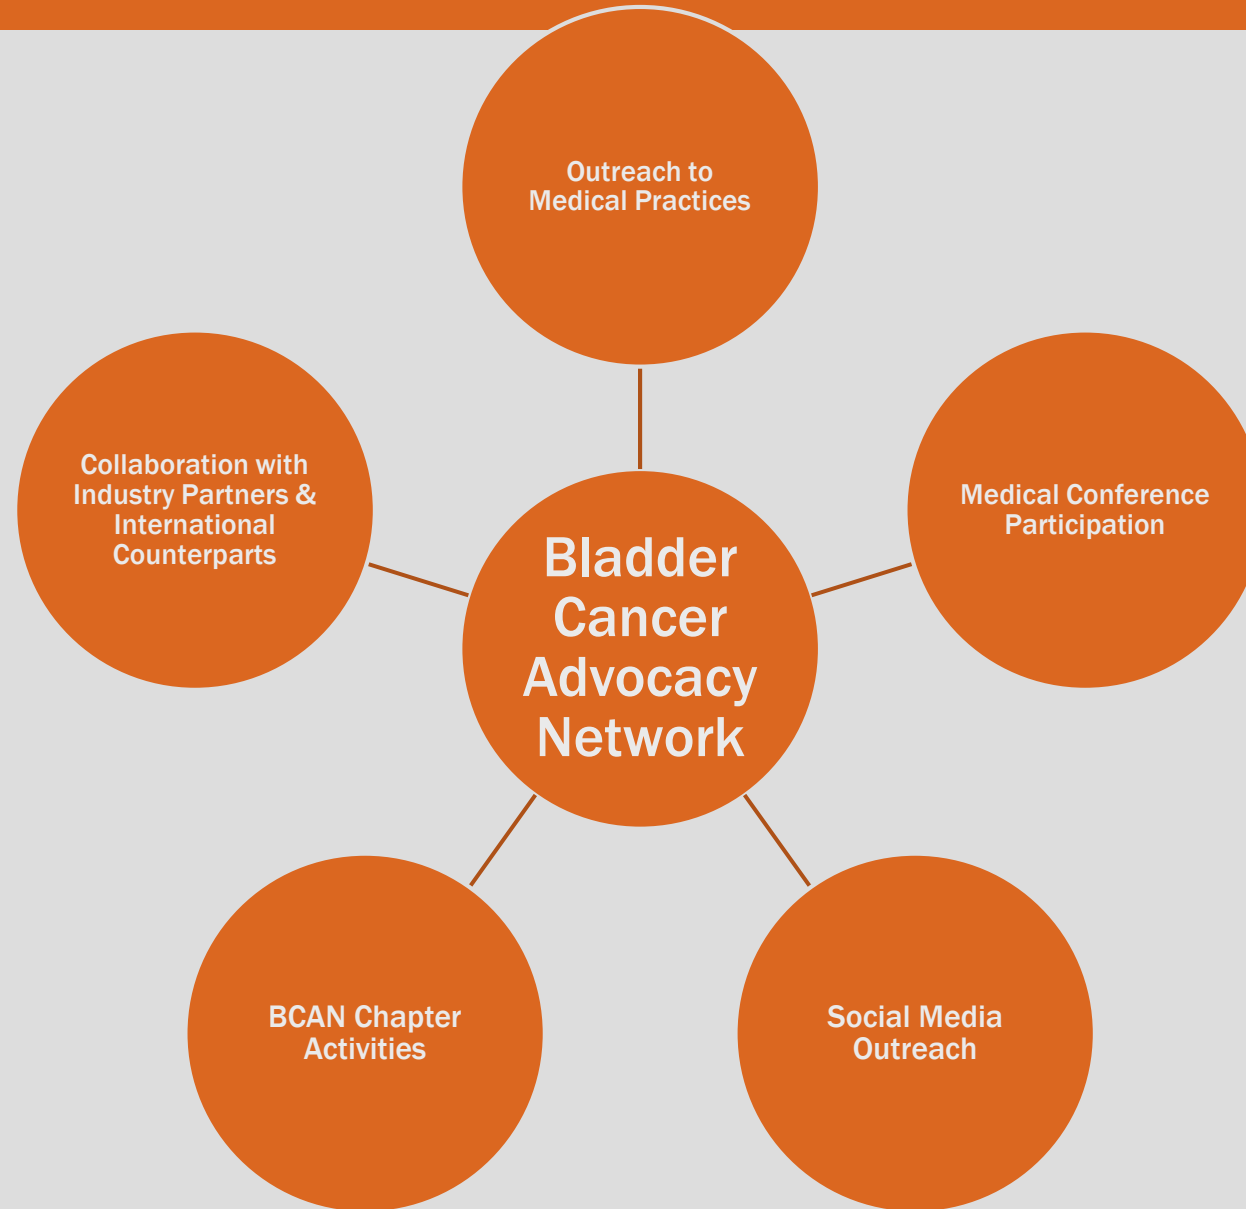 Outreach to
Medical Practices
Collaboration with
Industry Partners &
International
Counterparts
Medical Conference
Participation
Bladder
Cancer
Advocacy
Network
BCAN Chapter
Activities
Social Media
Outreach